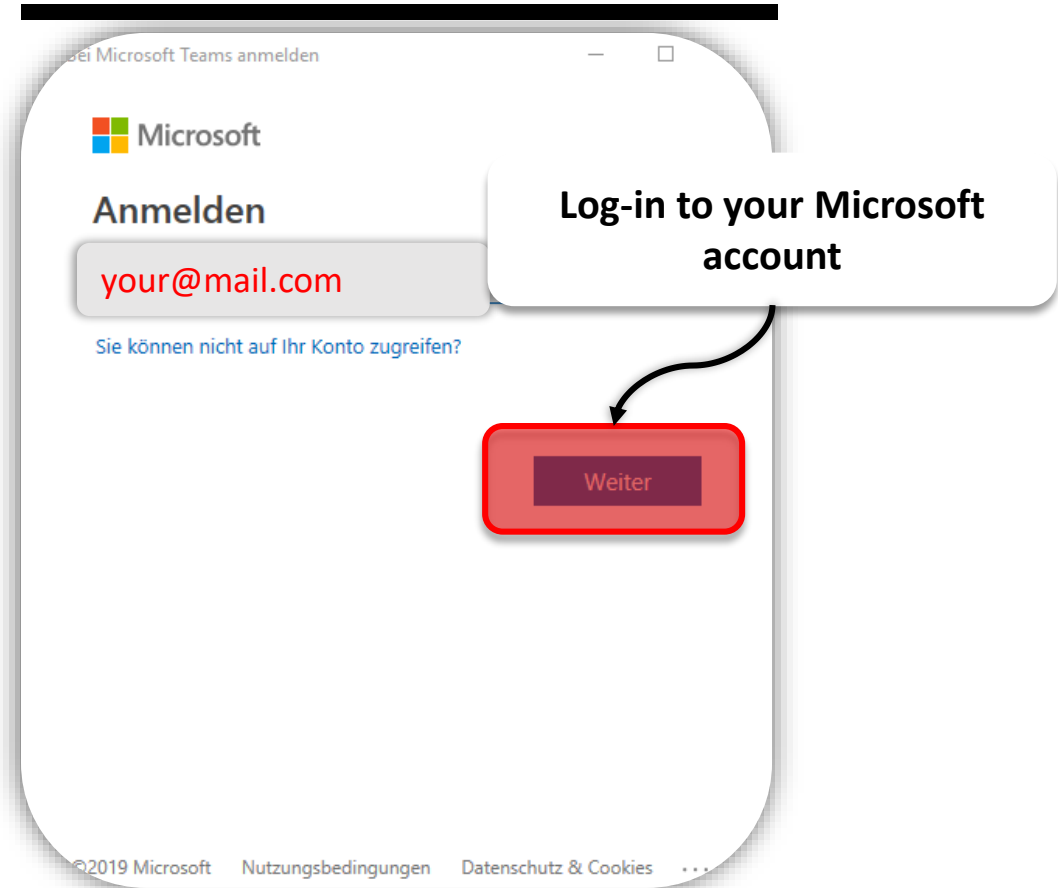 Bei Microsoft Teams anmelden
Microsoft
Anmelden
Log-in to your Microsoft
account
your@mail.com
Sie können nicht auf Ihr Konto zugreifen?
Weiter
©2019 Microsoft Nutzungsbedingungen Datenschutz & Cookies ...